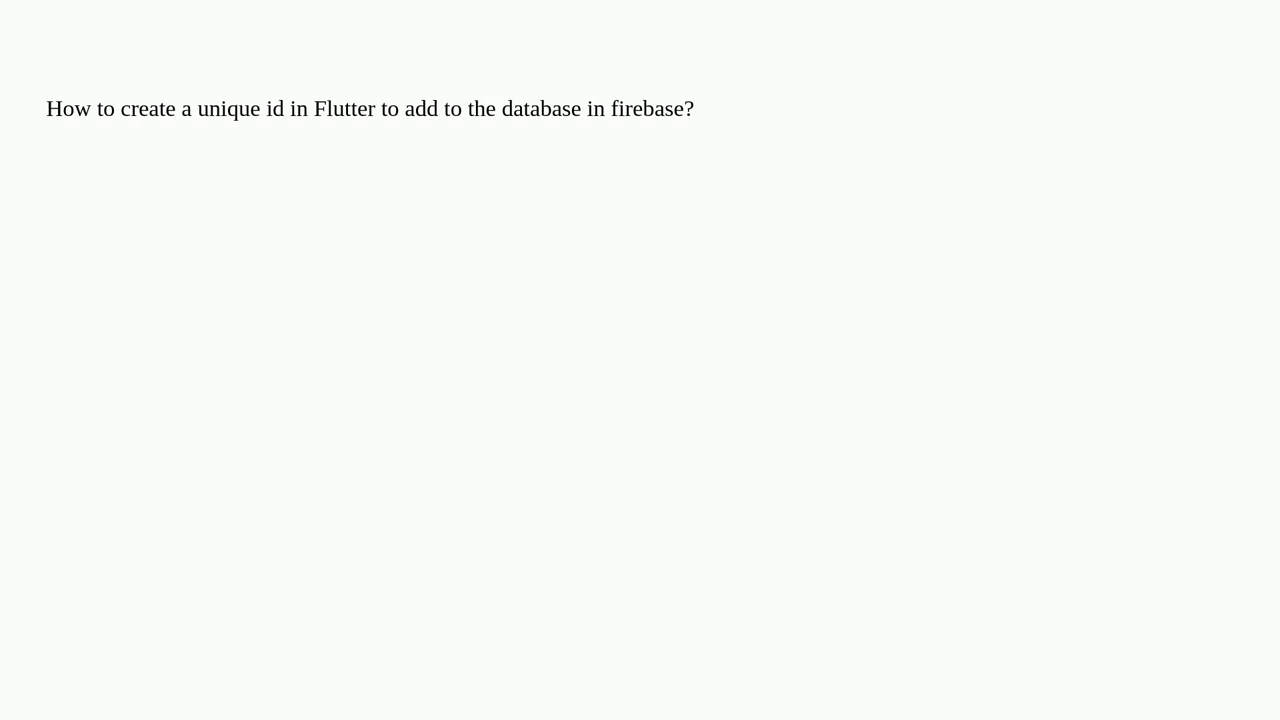 How to create a unique id in Flutter to add to the database in firebase?